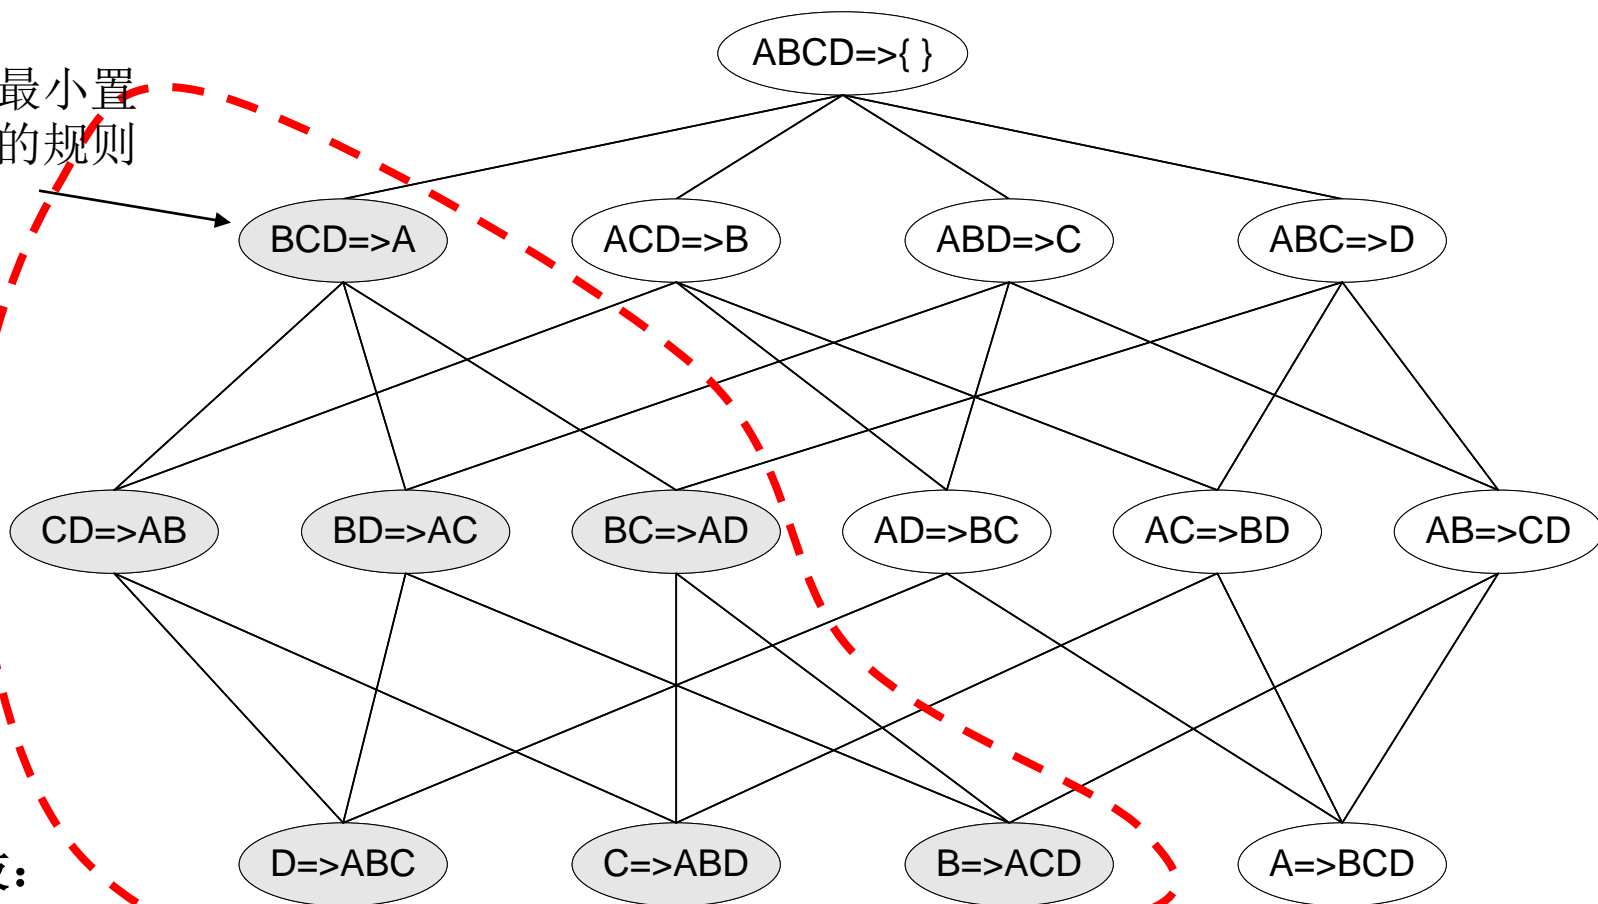 ABCD=>{ }
最小置
的规则
BCD=>A
ACD=>B
ABD=>C
ABC=>D
CD=>AB
BD=>AC
BC=>AD
AD=>BC
AC=>BD
AB=>CD
D=>ABC
C=>ABD
B=>ACD
A=>BCD